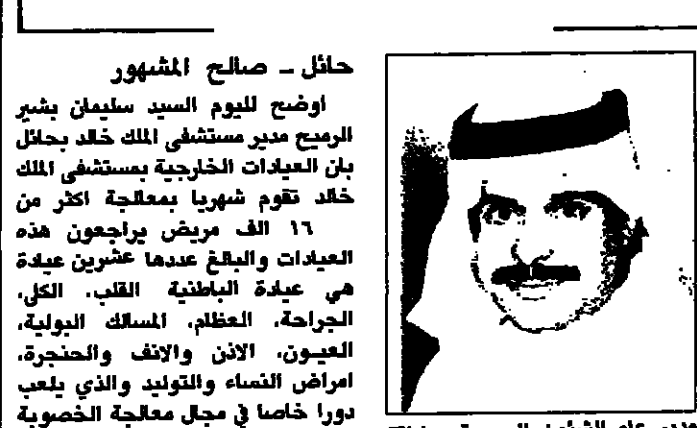 حائل ـ صالح المشهور
اوضح لليوم السيد سليمان بشير
الرميح مدير مستشفى الملك خالد بحائل
بان العيادات الخارجية بمستشفى الملك
خالد تقوم شهريا بمعالجة اكثر من
١٦ الف مريض يراجعون هذه
العيادات والبالغ عددها عشرين عيادة
هي عيادة الباطنية القلب، الكلى،
الجراحة، العظام، المسالك البولية،
العيون، الاذن والانف والحنجرة،
امراض النساء والتوليد والذي يلعب
دورا خاصا في مجال معالجة الخصوبة
مدير عام الشئون